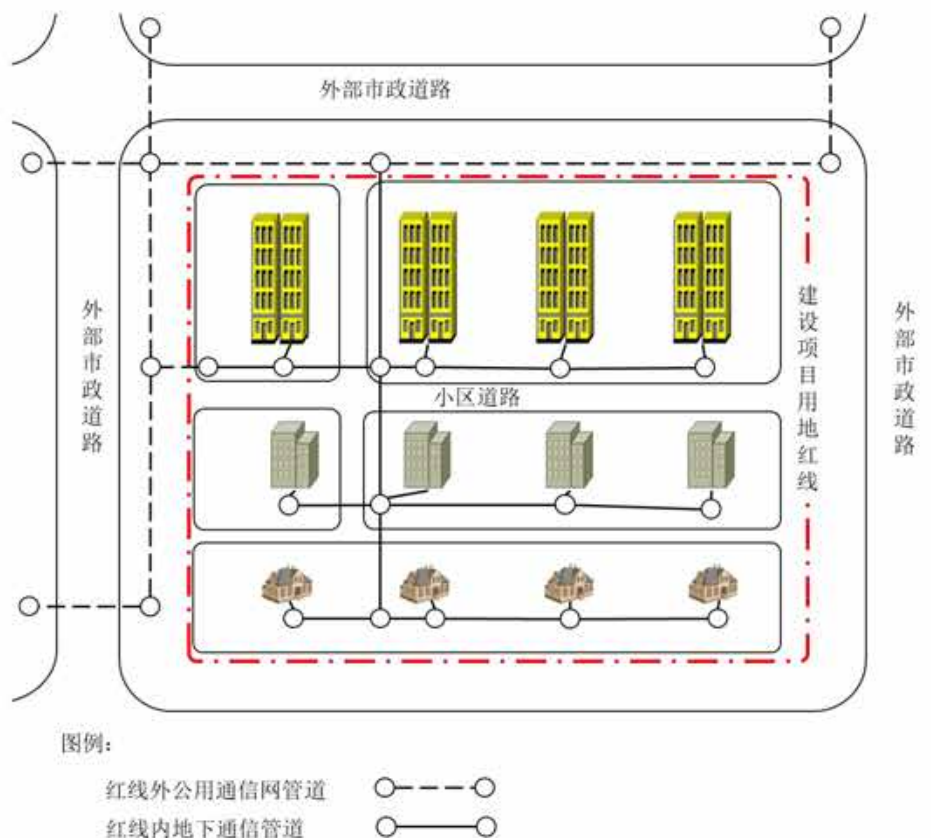 外部市政道路
外部市政道路
建设项目用地红线
外部市政道路
小区道路
图例：
红线外公用通信网管道
红线内地下通信管道